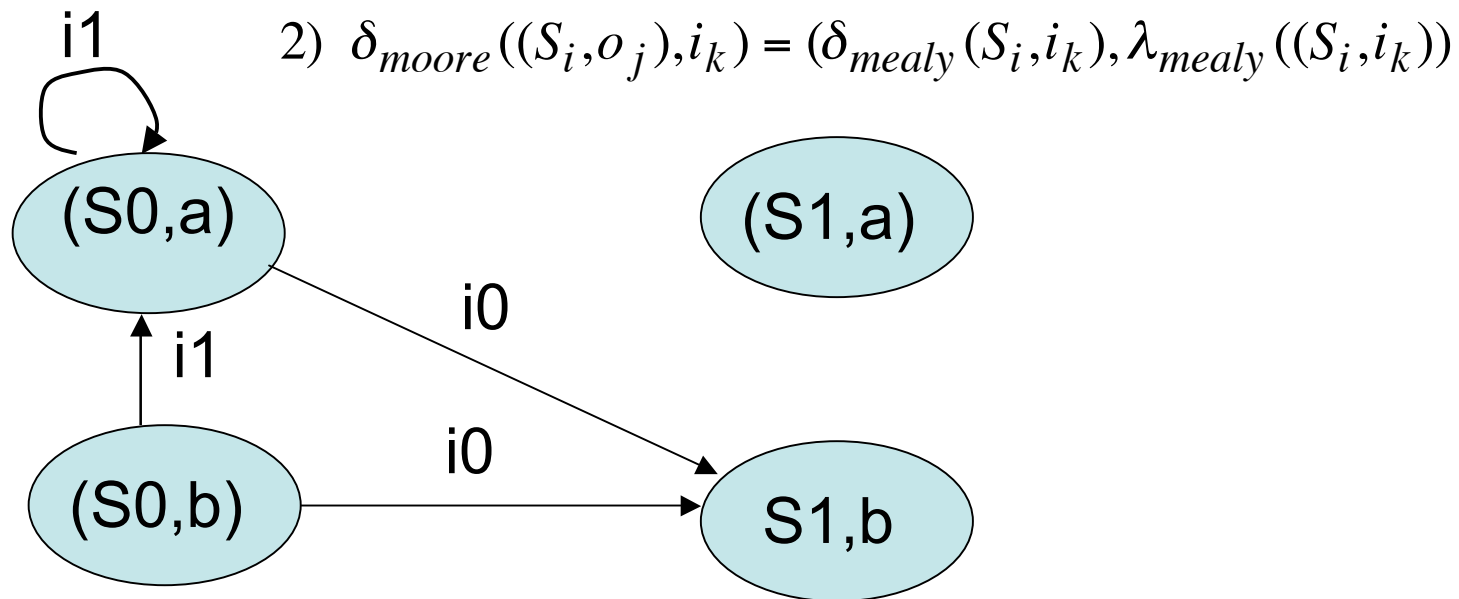 i1
2) δmoore((Si,oj),ik) = (δmealy(Si,ik),λmealy((Si,ik))
(S0,a)
(S1,a)
i0
i1
i0
(S0,b)
S1,b